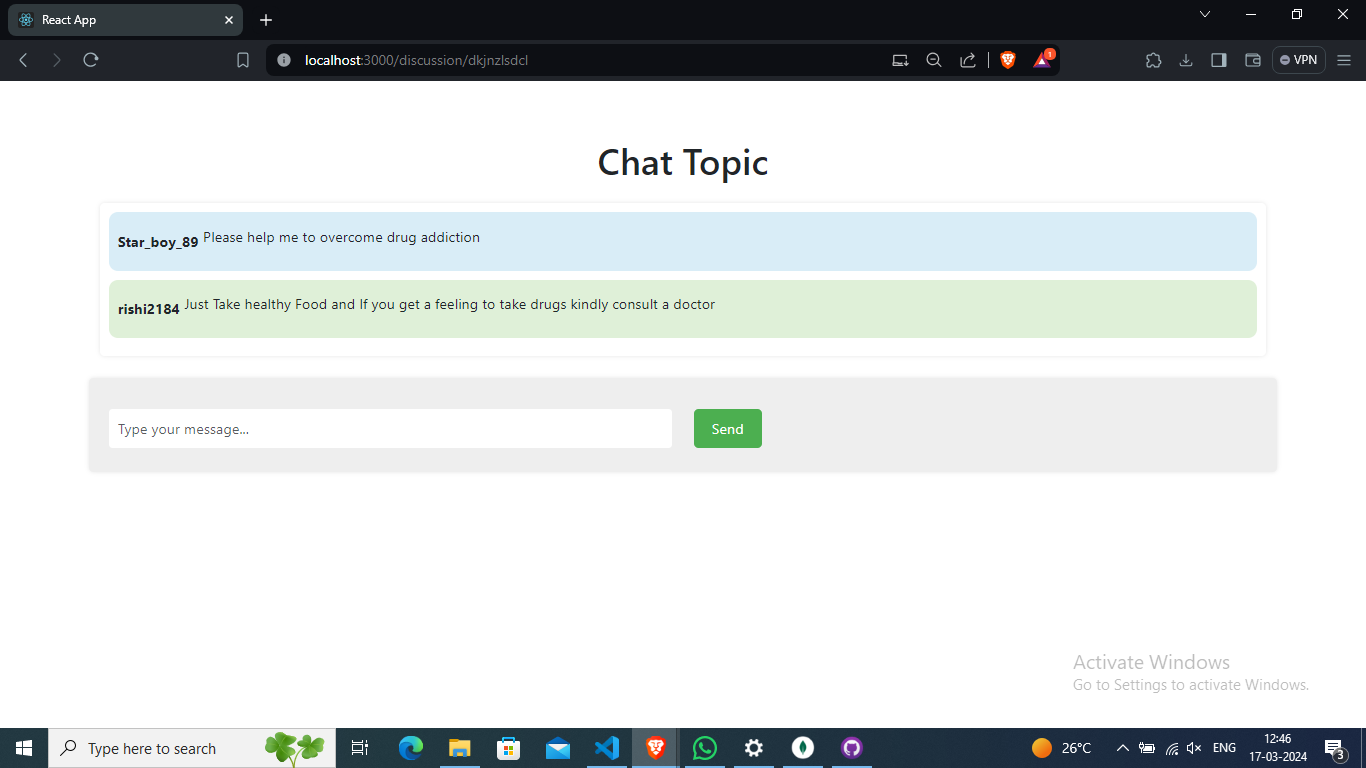 React App
localhost:3000/discussion/dkjnzlsdcl
1
VPN
Chat Topic
Star_boy_89 Please help me to overcome drug addiction
rishi2184 Just Take healthy Food and If you get a feeling to take drugs kindly consult a doctor
Type your message...
Send
Activate Windows
Go to Settings to activate Windows.
Type here to search
26°C
ENG
12:46
17-03-2024
3